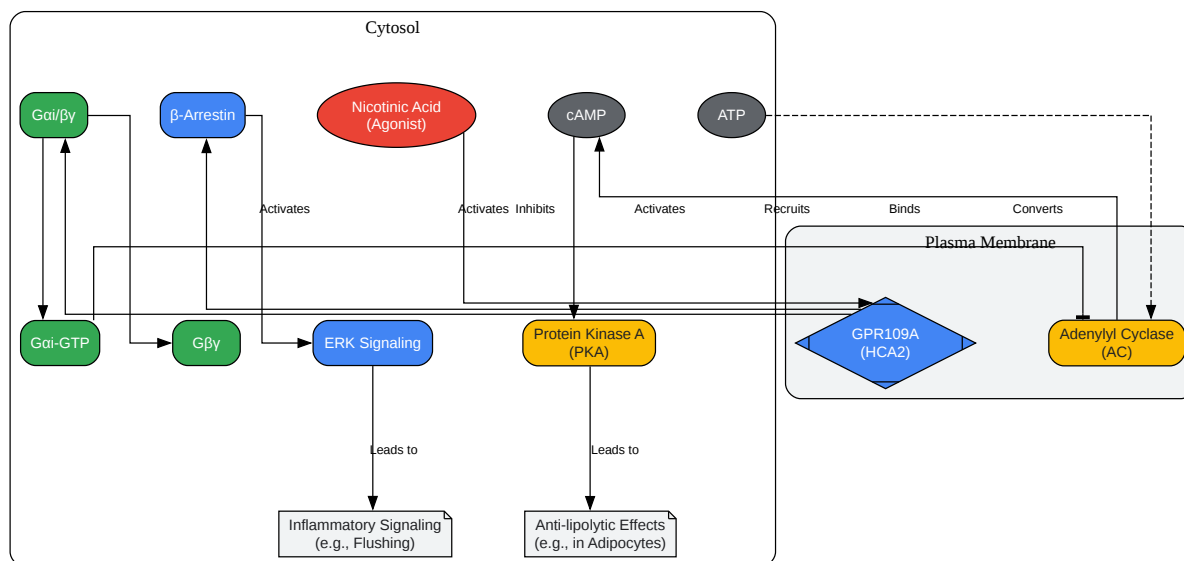 Cytosol
Gαi/βγ
β-Arrestin
Nicotinic Acid
(Agonist)
cAMP
ATP
Activates
Activates
Inhibits
Activates
Recruits
Binds
Converts
Plasma Membrane
Gαi-GTP
Gβγ
ERK Signaling
Protein Kinase A
(PKA)
GPR109A
(HCA2)
Adenylyl Cyclase
(AC)
Leads to
Leads to
Inflammatory Signaling
(e.g., Flushing)
Anti-lipolytic Effects
(e.g., in Adipocytes)